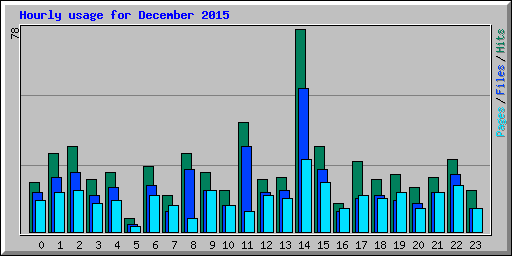 Hourly usage for December 2015
78
Pages / Files / Hits
0 1 2 3 4 5 6 7 8 9 10 11 12 13 14 15 16 17 18 19 20 21 22 23